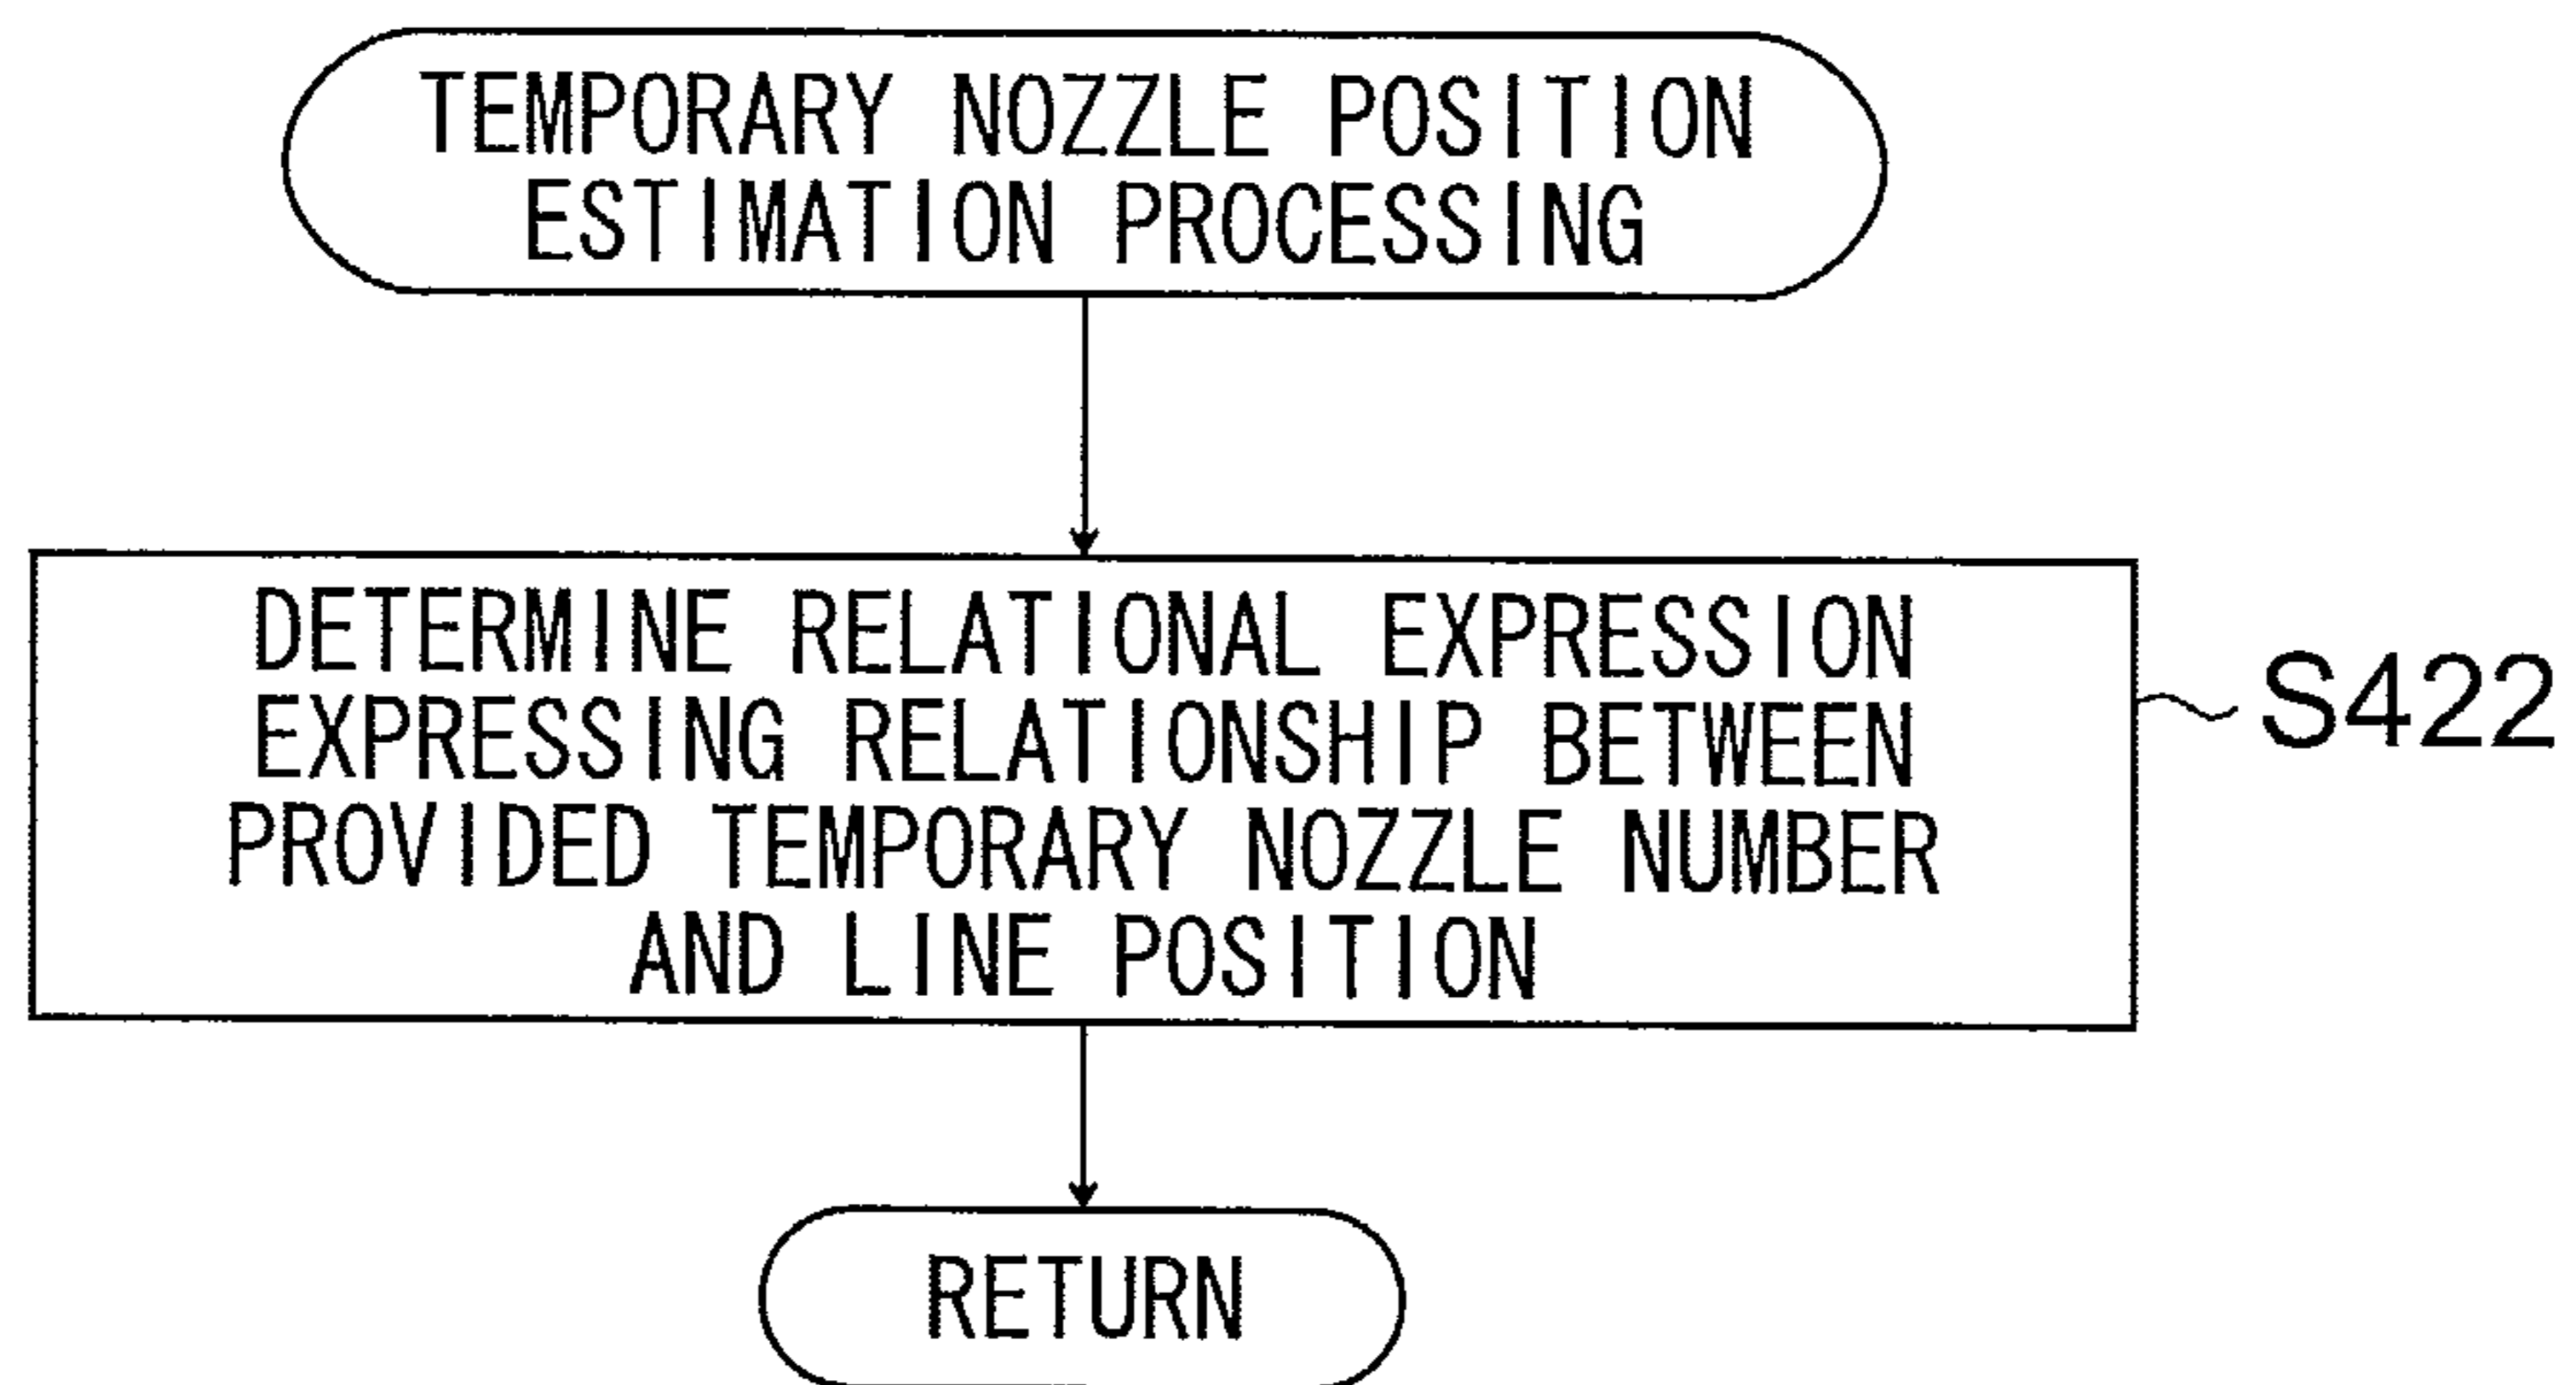 TEMPORARY NOZZLE POSITION
ESTIMATION PROCESSING
DETERMINE RELATIONAL EXPRESSION
EXPRESSING RELATIONSHIP BETWEEN
PROVIDED TEMPORARY NOZZLE NUMBER
AND LINE POSITION
S422
RETURN